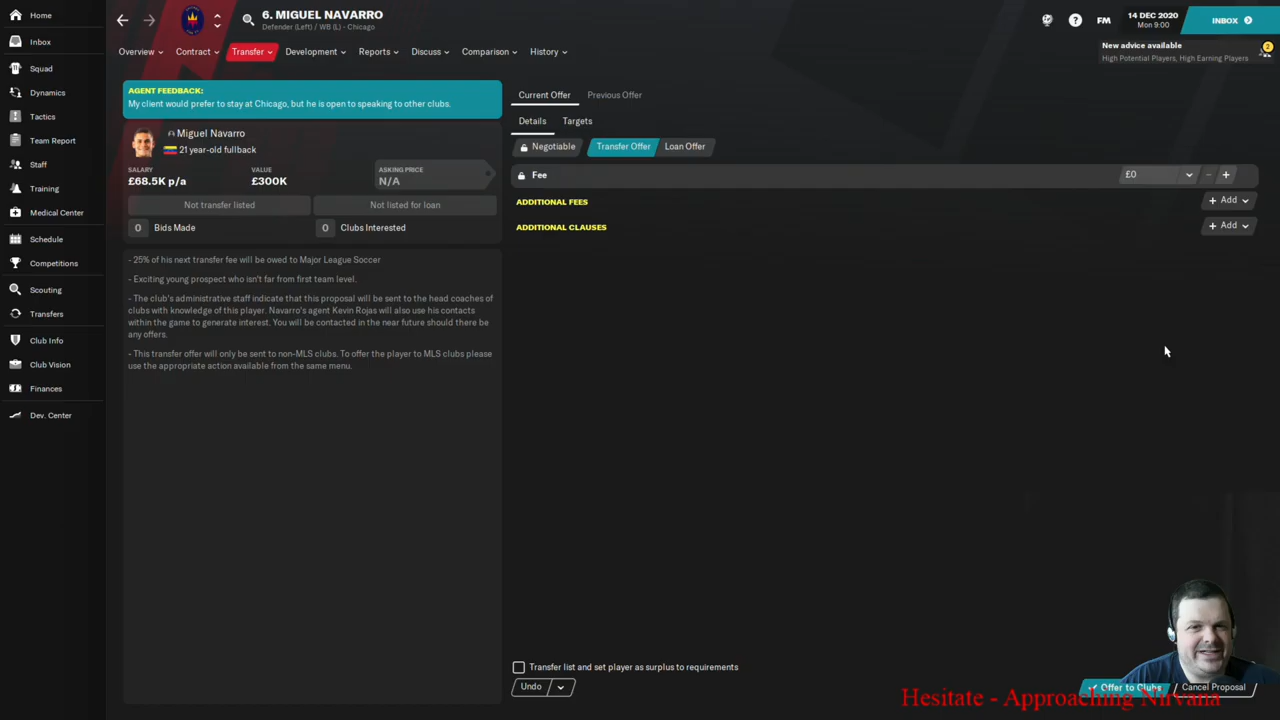 Home
Inbox
Squad
Dynamics
Tactics
Team Report
Staff
Training
Medical Center
Schedule
Competitions
Scouting
Transfers
Club Info
Club Vision
Finances
Dev. Center
6. MIGUEL NAVARRO
Defender (Left) / WB (L) - Chicago
FM
14 DEC 2020
Mon 9:00
INBOX
Overview
Contract
Transfer
Development
Reports
Discuss
Comparison
History
New advice available
High Potential Players, High Earning Players
2
AGENT FEEDBACK:
My client would prefer to stay at Chicago, but he is open to speaking to other clubs.
Miguel Navarro
21 year-old fullback
SALARY
£68.5K p/a
VALUE
£300K
ASKING PRICE
N/A
Not transfer listed
Not listed for loan
0 Bids Made
0 Clubs Interested
- 25% of his next transfer fee will be owed to Major League Soccer
- Exciting young prospect who isn't far from first team level.
- The club's administrative staff indicate that this proposal will be sent to the head coaches of
clubs with knowledge of this player. Navarro's agent Kevin Rojas will also use his contacts
within the game to generate interest. You will be contacted in the near future should there be
any offers.
- This transfer offer will only be sent to non-MLS clubs. To offer the player to MLS clubs please
use the appropriate action available from the same menu.
Current Offer
Previous Offer
Details
Targets
Negotiable
Transfer Offer
Loan Offer
Fee
£0
ADDITIONAL FEES
+ Add
ADDITIONAL CLAUSES
+ Add
Transfer list and set player as surplus to requirements
Undo
Offer to Clubs
Cancel Proposal
Hesitate - Approaching Nirvana